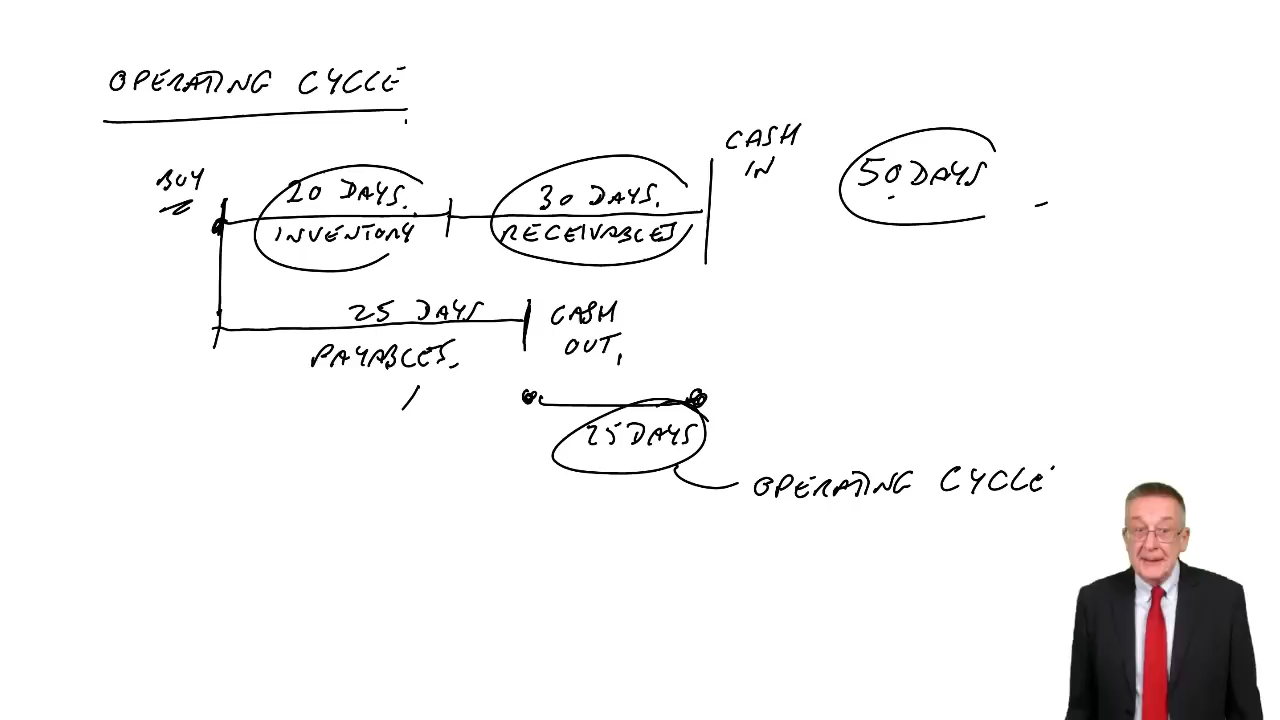 OPERATING CYCLE
BUY
20 DAYS.
INVENTORY
30 DAYS.
RECEIVABLES
CASH
IN
50 DAYS
25 DAYS
PAYABLES.
CASH
OUT,
25 DAYS
OPERATING CYCLE